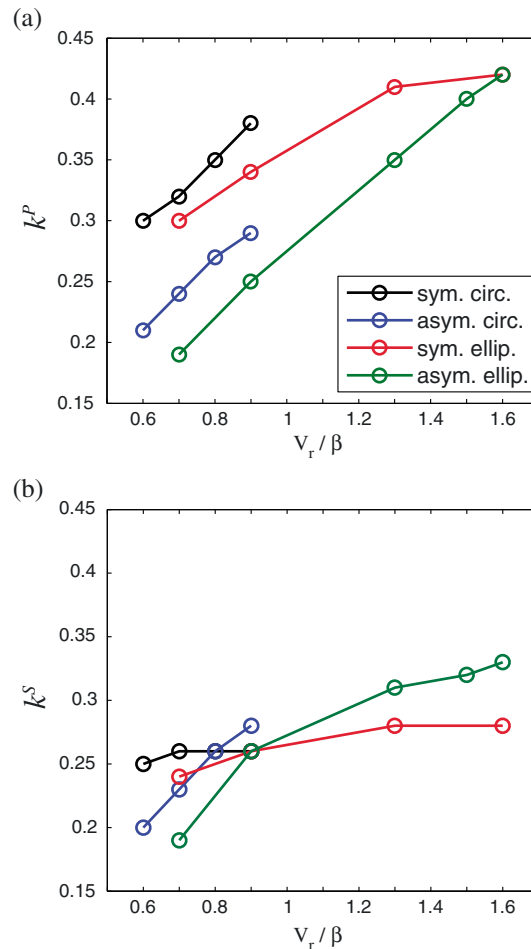 (a)
0.45
0.4
0.35
0.3
0.25
0.2
0.15
k^P
sym. circ.
asym. circ.
sym. ellip.
asym. ellip.
0.6 0.8 1 1.2 1.4 1.6
V_r / β
(b)
0.45
0.4
0.35
0.3
0.25
0.2
0.15
k^S
0.6 0.8 1 1.2 1.4 1.6
V_r / β